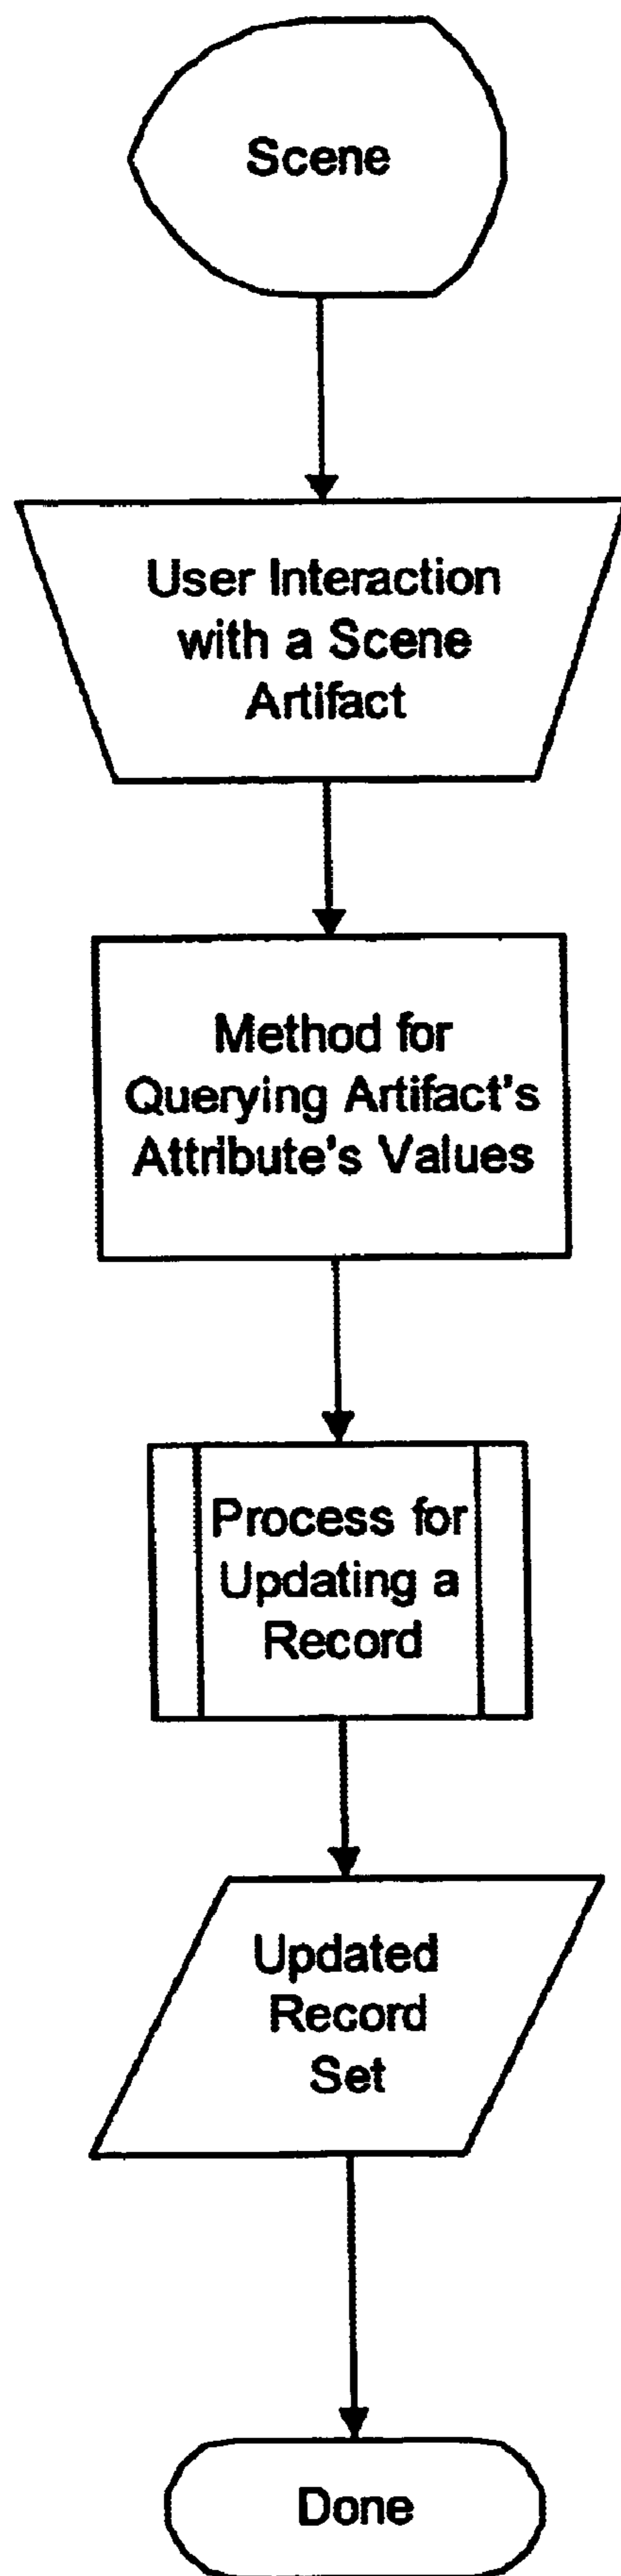 Scene
User Interaction
with a Scene
Artifact
Method for
Querying Artifact's
Attribute's Values
Process for
Updating a
Record
Updated
Record
Set
Done